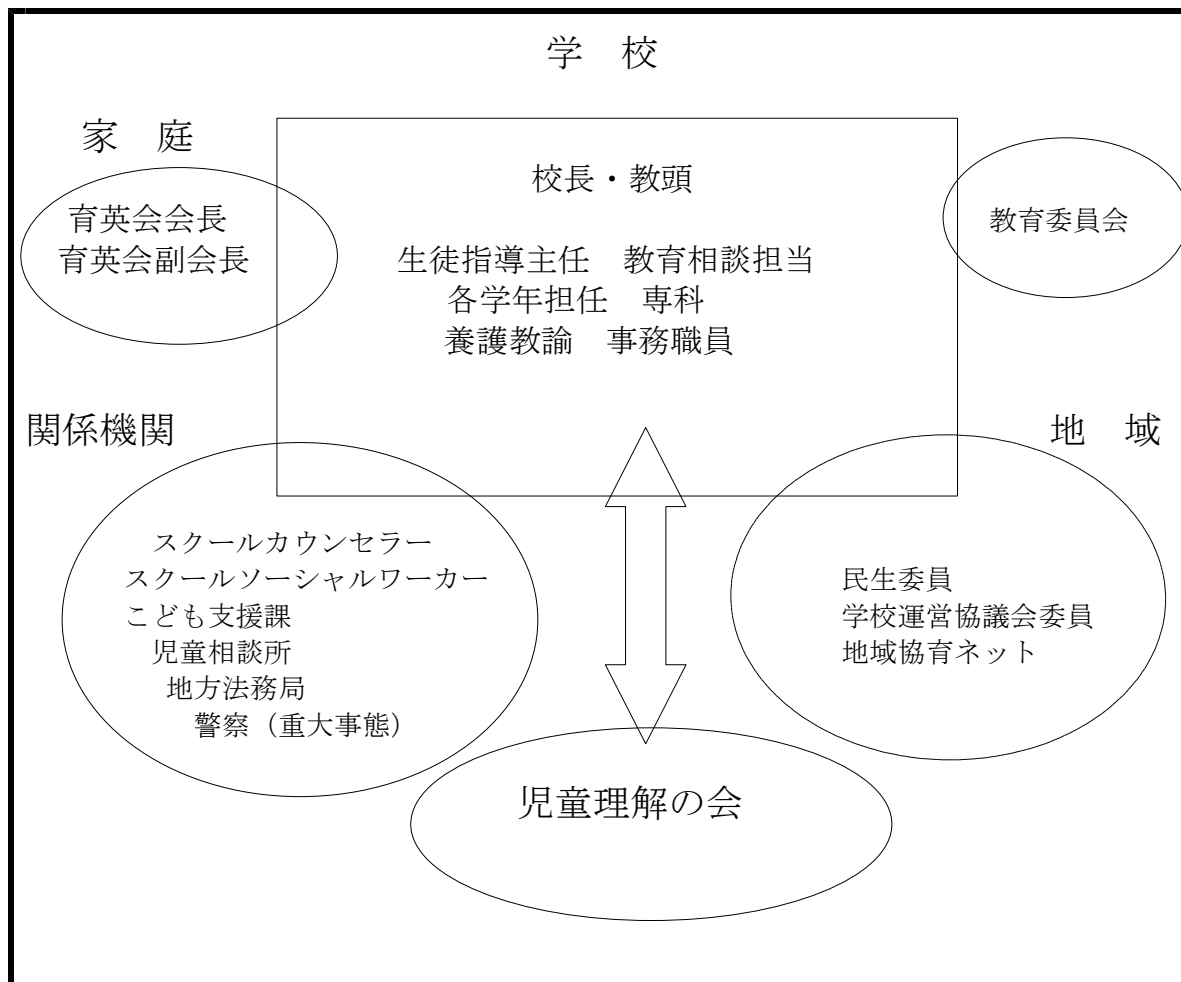 学　校
家　庭
校長・教頭
育英会会長
育英会副会長
教育委員会
生徒指導主任　教育相談担当
各学年担任　専科
養護教諭　事務職員
関係機関
地　域
スクールカウンセラー
スクールソーシャルワーカー
こども支援課
児童相談所
地方法務局
警察（重大事態）
民生委員
学校運営協議会委員
地域協育ネット
児童理解の会